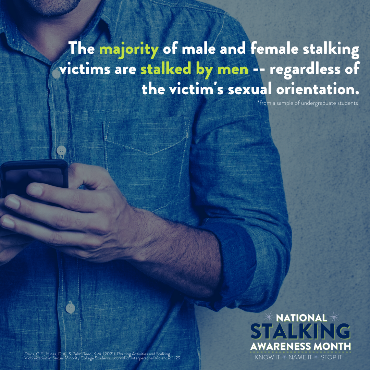 The majority of male and female stalking
victims are stalked by men -- regardless of
the victim's sexual orientation.
*from a sample of undergraduate students.
NATIONAL
STALKING
AWARENESS MONTH
KNOW IT • NAME IT • STOP IT